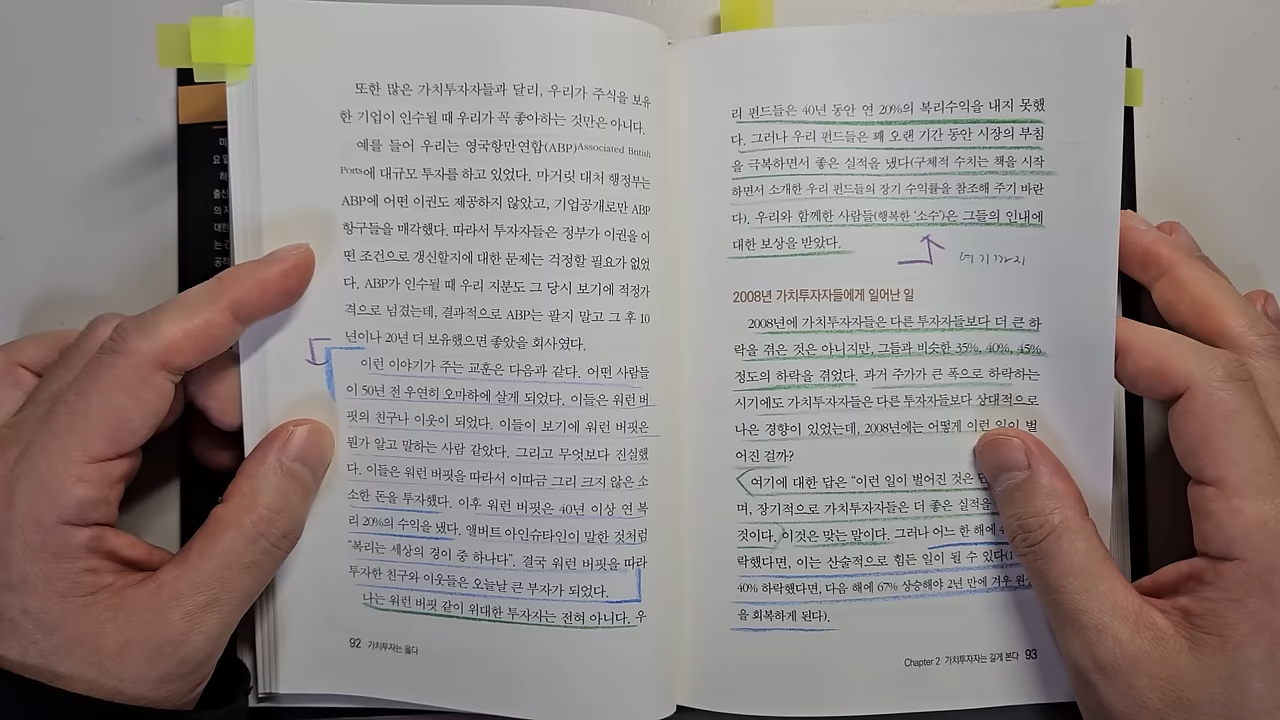 또한 많은 가치투자자들과 달리, 우리가 주식을 보유
한 기업이 인수될 때 우리가 꼭 좋아하는 것만은 아니다.
예를 들어 우리는 영국항만연합(ABP)Associated British
Ports에 대규모 투자를 하고 있었다. 마거릿 대처 행정부는
ABP에 어떤 이권도 제공하지 않았고, 기업공개로만 ABP
항구들을 매각했다. 따라서 투자자들은 정부가 이권을 어
떤 조건으로 갱신할지에 대한 문제는 걱정할 필요가 없었
다. ABP가 인수될 때 우리 지분도 그 당시 보기에 적정가
격으로 넘겼는데, 결과적으로 ABP는 팔지 말고 그 후 10
년이나 20년 더 보유했으면 좋았을 회사였다.
이런 이야기가 주는 교훈은 다음과 같다. 어떤 사람들
이 50년 전 우연히 오마하에 살게 되었다. 이들은 워런 버
핏의 친구나 이웃이 되었다. 이들이 보기에 워런 버핏은
뭔가 알고 말하는 사람 같았다. 그리고 무엇보다 진실했
다. 이들은 워런 버핏을 따라서 이따금 그리 크지 않은 소
소한 돈을 투자했다. 이후 워런 버핏은 40년 이상 연 복
리 20%의 수익을 냈다. 앨버트 아인슈타인이 말한 것처럼
"복리는 세상의 경이 중 하나다". 결국 워런 버핏을 따라
투자한 친구와 이웃들은 오늘날 큰 부자가 되었다.
나는 워런 버핏 같이 위대한 투자자는 전혀 아니다. 우
92 가치투자자는 옳다
리 펀드들은 40년 동안 연 20%의 복리수익을 내지 못했
다. 그러나 우리 펀드들은 꽤 오랜 기간 동안 시장의 부침
을 극복하면서 좋은 실적을 냈다(구체적 수치는 책을 시작
하면서 소개한 우리 펀드들의 장기 수익률을 참조해 주기 바란
다). 우리와 함께한 사람들(행복한 '소수')은 그들의 인내에
대한 보상을 받았다.
여기까지
2008년 가치투자자들에게 일어난 일
2008년에 가치투자자들은 다른 투자자들보다 더 큰 하
락을 겪은 것은 아니지만, 그들과 비슷한 35%, 40%, 45%
정도의 하락을 겪었다. 과거 주가가 큰 폭으로 하락하는
시기에도 가치투자자들은 다른 투자자들보다 상대적으로
나은 경향이 있었는데, 2008년에는 어떻게 이런 일이 벌
어진 걸까?
여기에 대한 답은 "이런 일이 벌어진 것은
며, 장기적으로 가치투자자들은 더 좋은 실적을
것이다. 이것은 맞는 말이다. 그러나 어느 한 해에
락했다면, 이는 산술적으로 힘든 일이 될 수 있다
40% 하락했다면, 다음 해에 67% 상승해야 2년 만에 겨우
을 회복하게 된다).
Chapter 2 가치투자자는 길게 본다 93